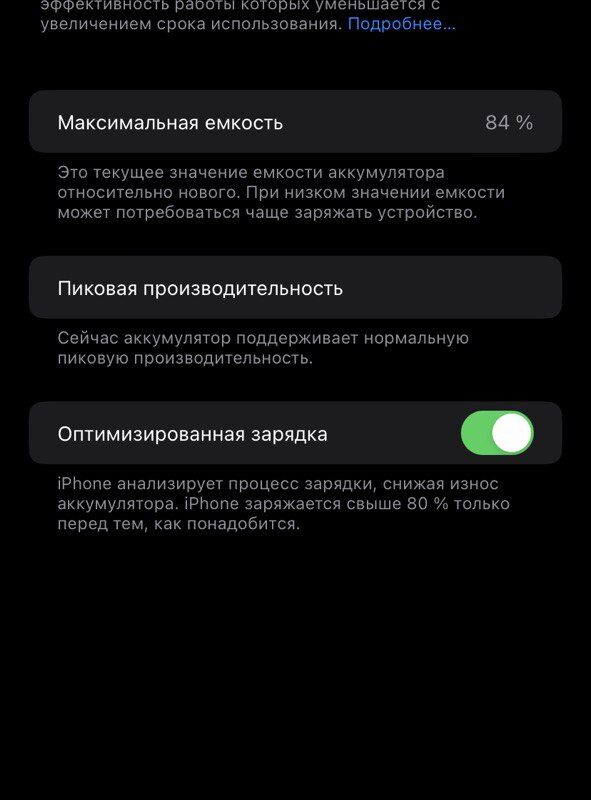 эффективность работы которых уменьшается с
увеличением срока использования. Подробнее...
Максимальная емкость 84 %
Это текущее значение емкости аккумулятора
относительно нового. При низком значении емкости
может потребоваться чаще заряжать устройство.
Пиковая производительность
Сейчас аккумулятор поддерживает нормальную
пиковую производительность.
Оптимизированная зарядка
iPhone анализирует процесс зарядки, снижая износ
аккумулятора. iPhone заряжается свыше 80 % только
перед тем, как понадобится.